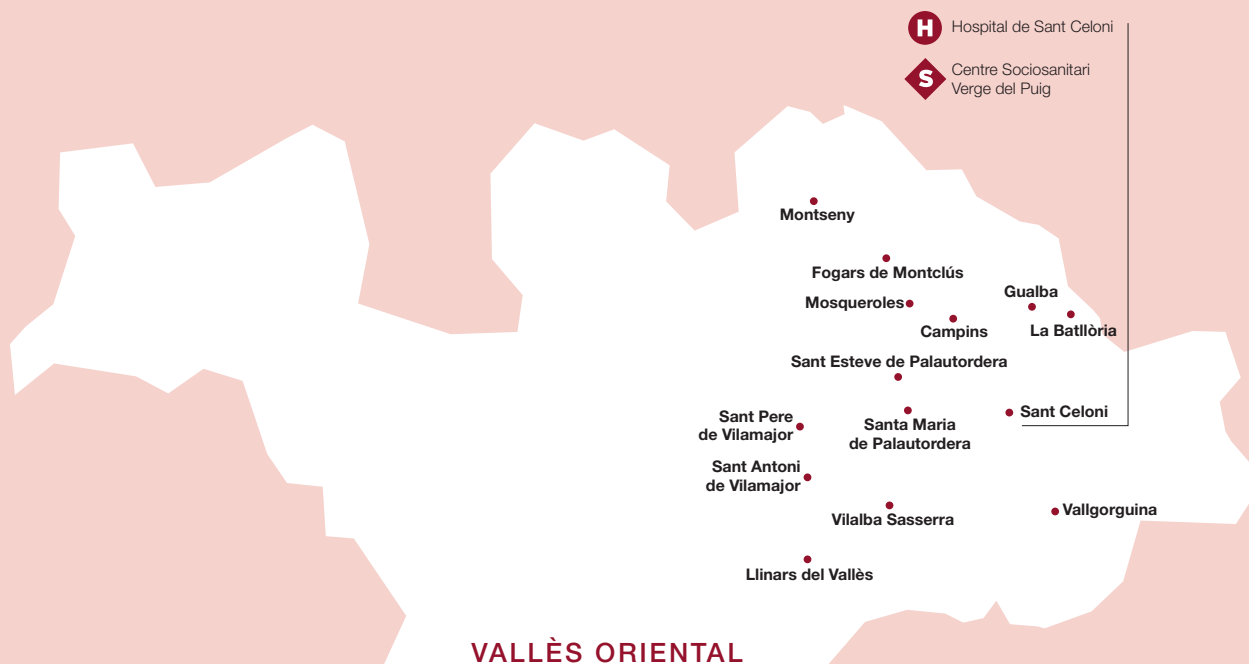 H Hospital de Sant Celoni
S Centre Sociosanitari
Verge del Puig
Montseny
Fogars de Montclús
Mosqueroles
Gualba
Campins
La Batllòria
Sant Esteve de Palautordera
Sant Pere
de Vilamajor
Santa Maria
de Palautordera
Sant Celoni
Sant Antoni
de Vilamajor
Vilalba Sasserra
Vallgorguina
Llinars del Vallès
VALLÈS ORIENTAL